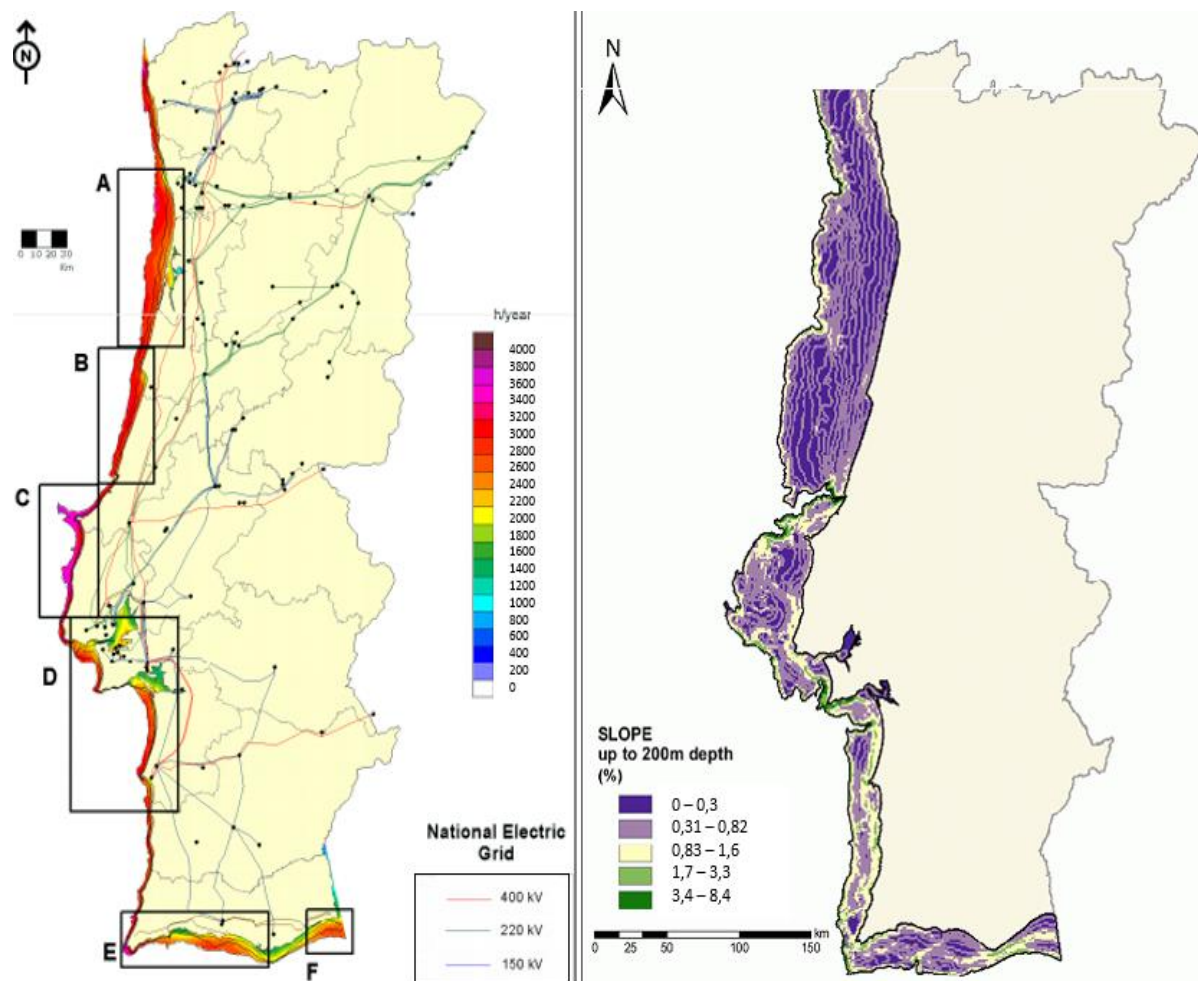 N
A
0 10 20 30
Km
B
h/year
4000
3800
3600
3400
3200
3000
2800
2600
2400
2200
2000
1800
1600
1400
1200
1000
800
600
400
200
0
C
D
National Electric
Grid
400 kV
220 kV
150 kV
E
F
N
SLOPE
up to 200m depth
(%)
0 – 0,3
0,31 – 0,82
0,83 – 1,6
1,7 – 3,3
3,4 – 8,4
km
0 25 50 100 150